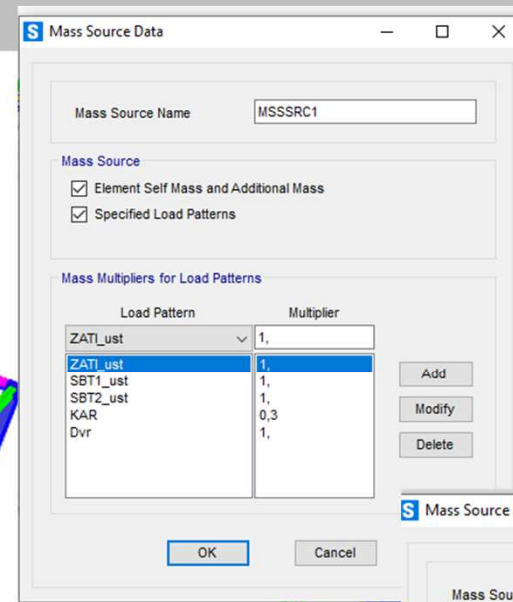 S Mass Source Data
Mass Source Name MSSSRC1
Mass Source
Element Self Mass and Additional Mass
Specified Load Patterns
Mass Multipliers for Load Patterns
Load Pattern Multiplier
ZATI_ust 1,
ZATI_ust 1,
SBT1_ust 1,
SBT2_ust 1,
KAR 0,3
Dvr 1,
Add
Modify
Delete
OK Cancel
S Mass Source
Mass Sou